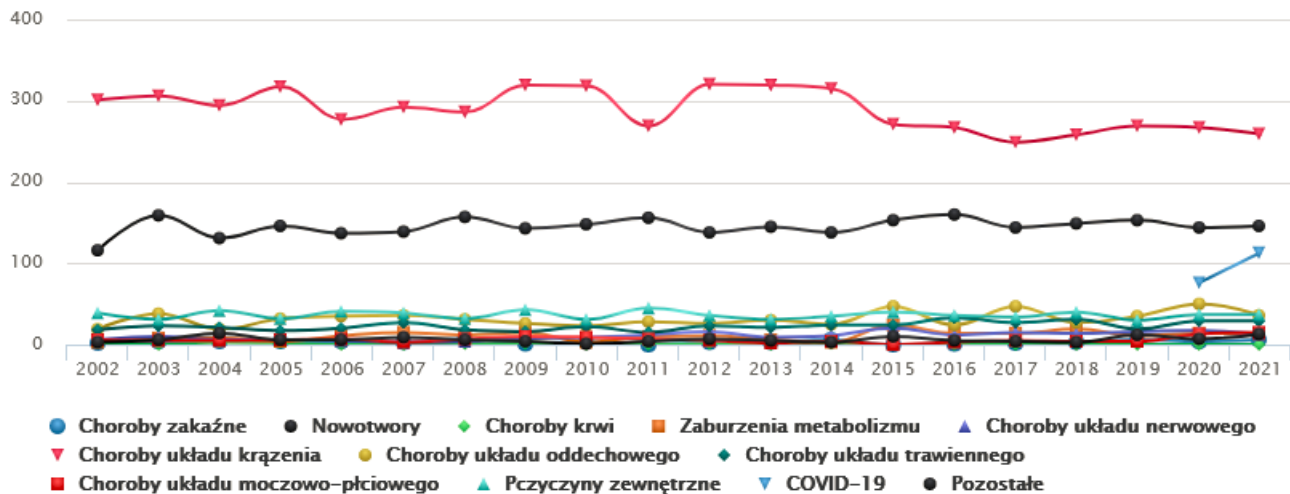 400
300
200
100
0
2002 2003 2004 2005 2006 2007 2008 2009 2010 2011 2012 2013 2014 2015 2016 2017 2018 2019 2020 2021
Choroby zakaźne Nowotwory Choroby krwi Zaburzenia metabolizmu Choroby układu nerwowego
Choroby układu krążenia Choroby układu oddechowego Choroby układu trawiennego
Choroby układu moczowo-płciowego Pczyczyny zewnętrzne COVID-19 Pozostałe